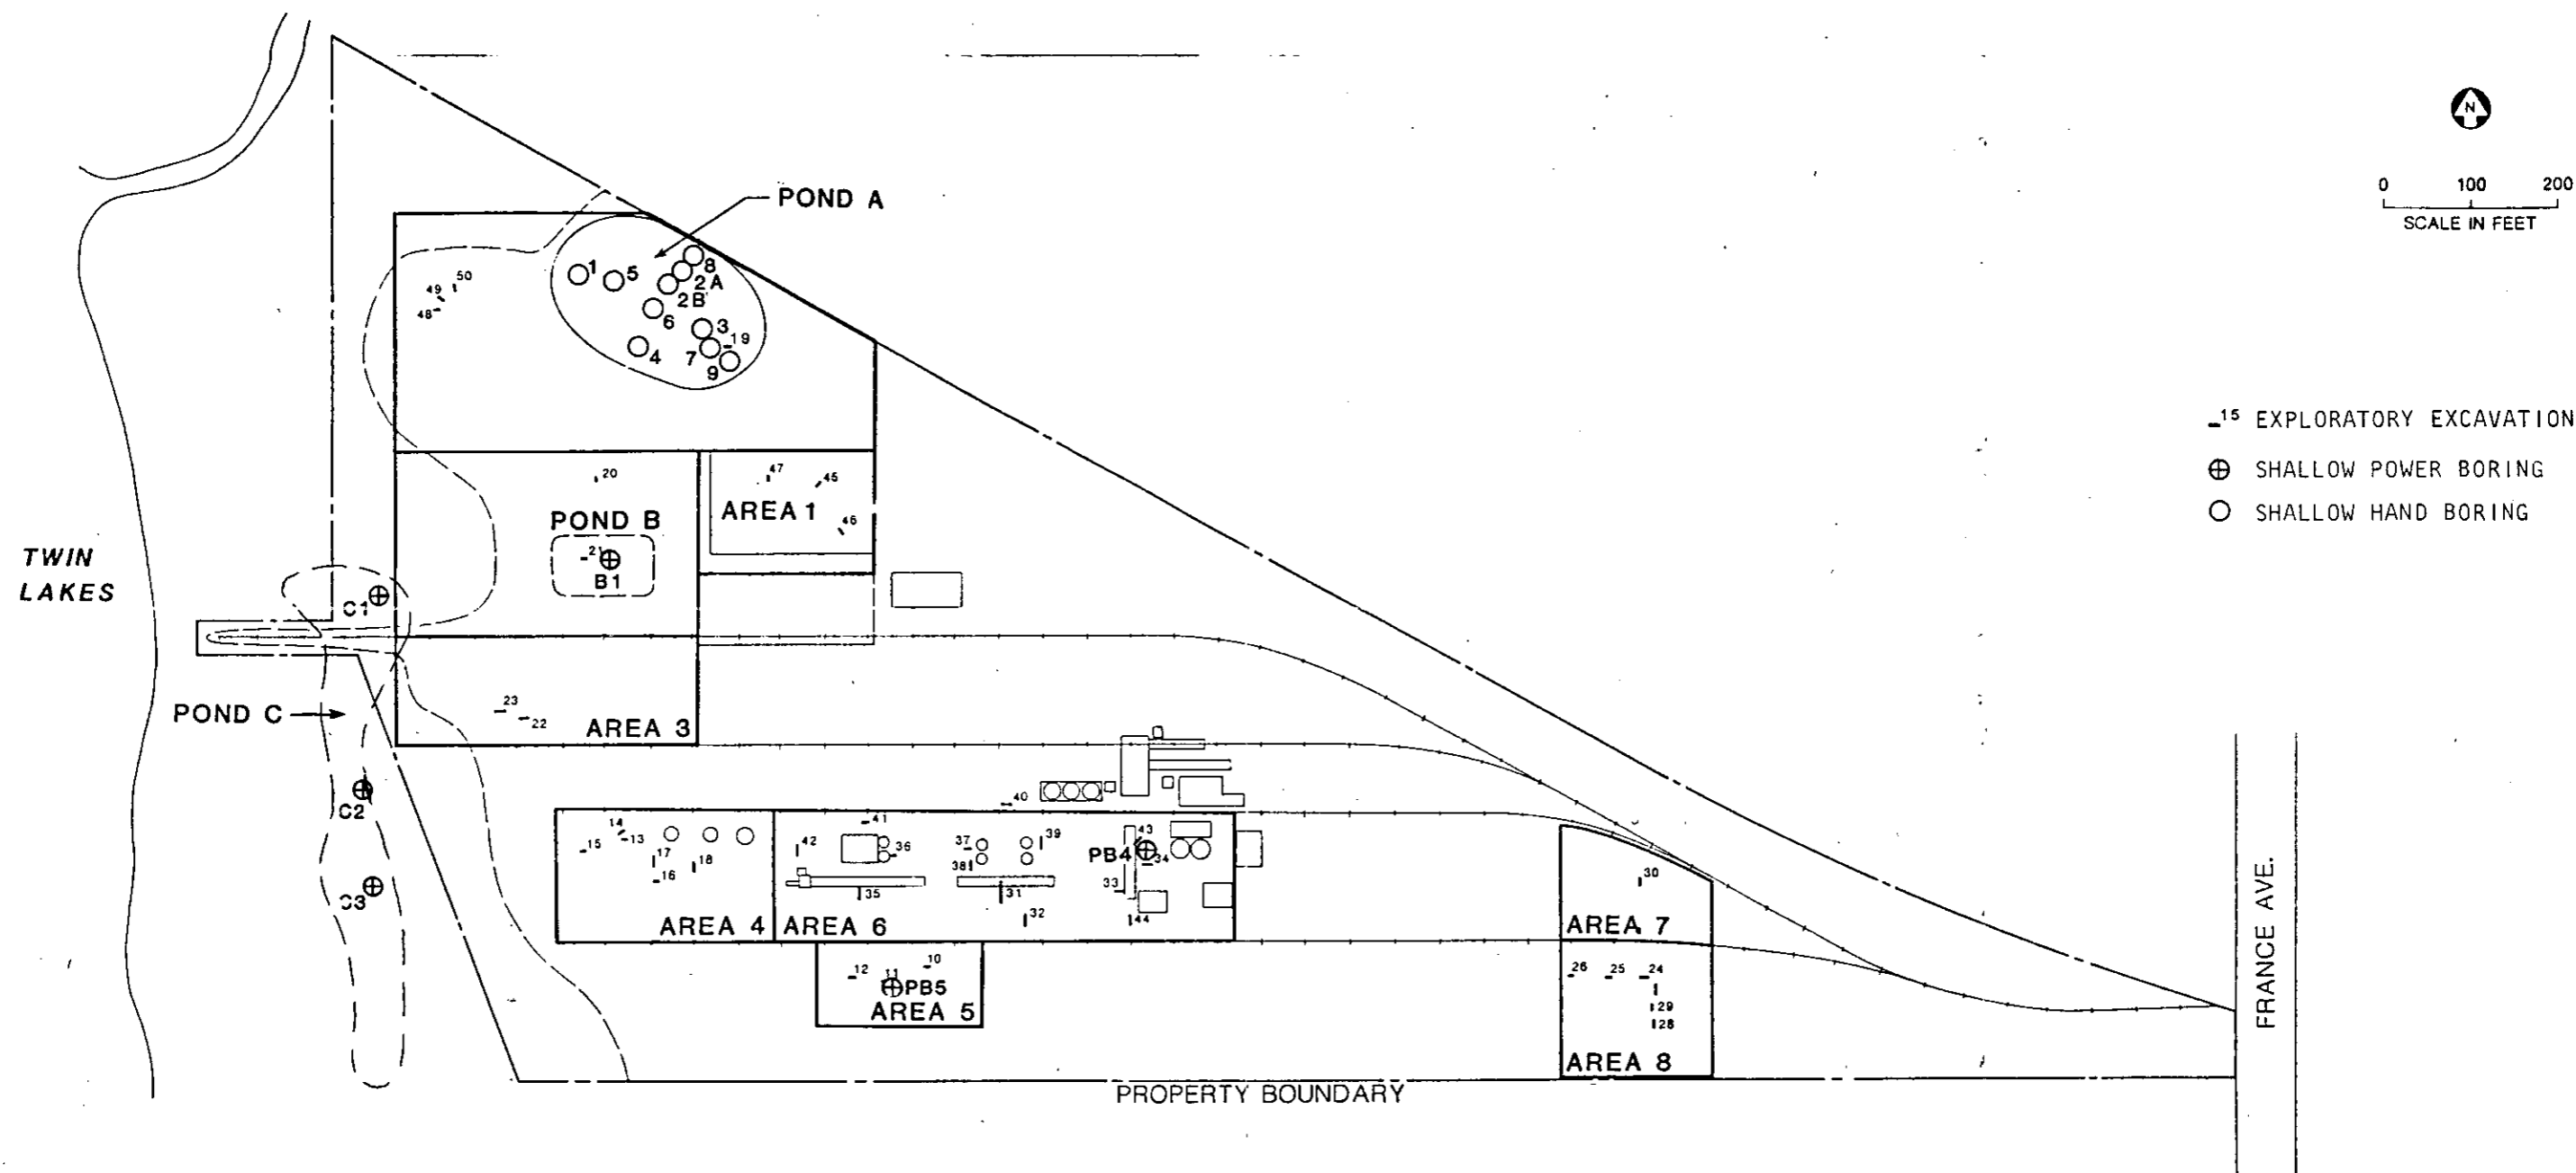 N
0 100 200
SCALE IN FEET
POND A
1
5
8
2A
2B
6
3
19
4
7
9
50
49
48
15 EXPLORATORY EXCAVATION
SHALLOW POWER BORING
SHALLOW HAND BORING
20
47
45
AREA 1
46
POND B
21
B1
TWIN
LAKES
C1
POND C
23
22
AREA 3
C2
C3
40
14
13
15
17
18
16
AREA 4
41
42
36
37
38
39
43
PB4
34
35
31
33
32
44
AREA 6
12
11
10
PB5
AREA 5
30
AREA 7
26
25
24
29
28
AREA 8
FRANCE AVE.
PROPERTY BOUNDARY